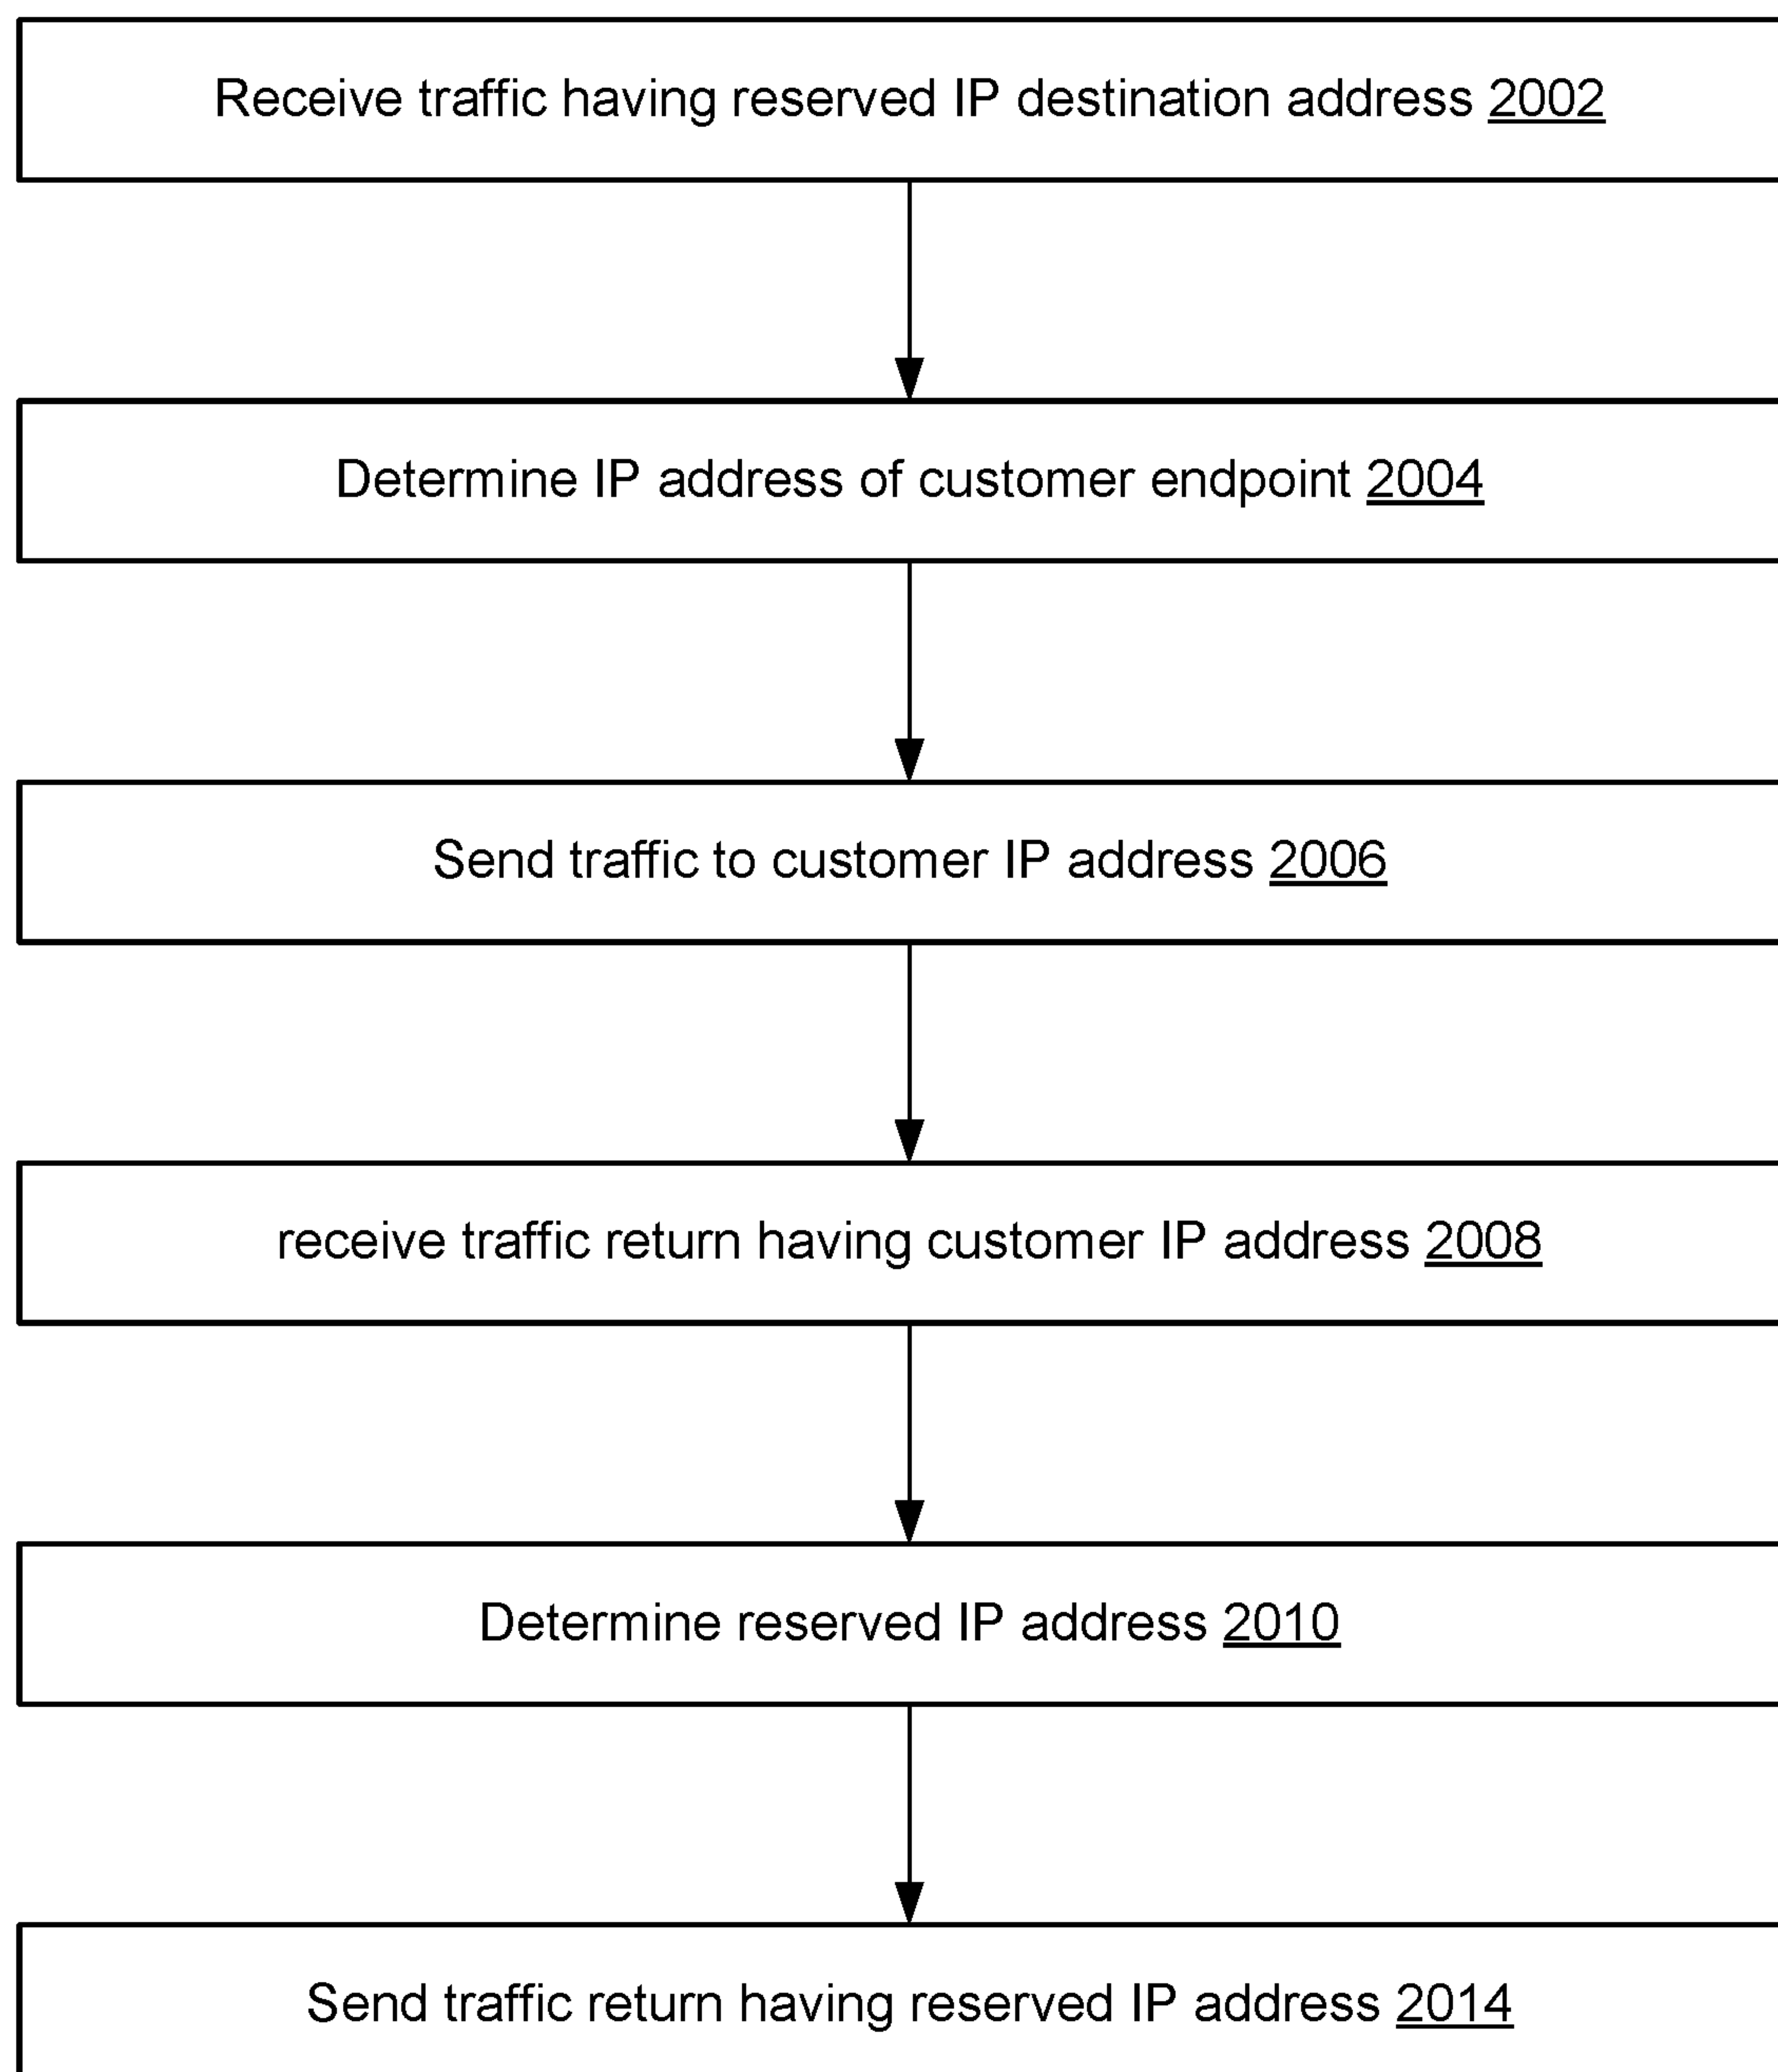 Receive traffic having reserved IP destination address 2002
Determine IP address of customer endpoint 2004
Send traffic to customer IP address 2006
receive traffic return having customer IP address 2008
Determine reserved IP address 2010
Send traffic return having reserved IP address 2014